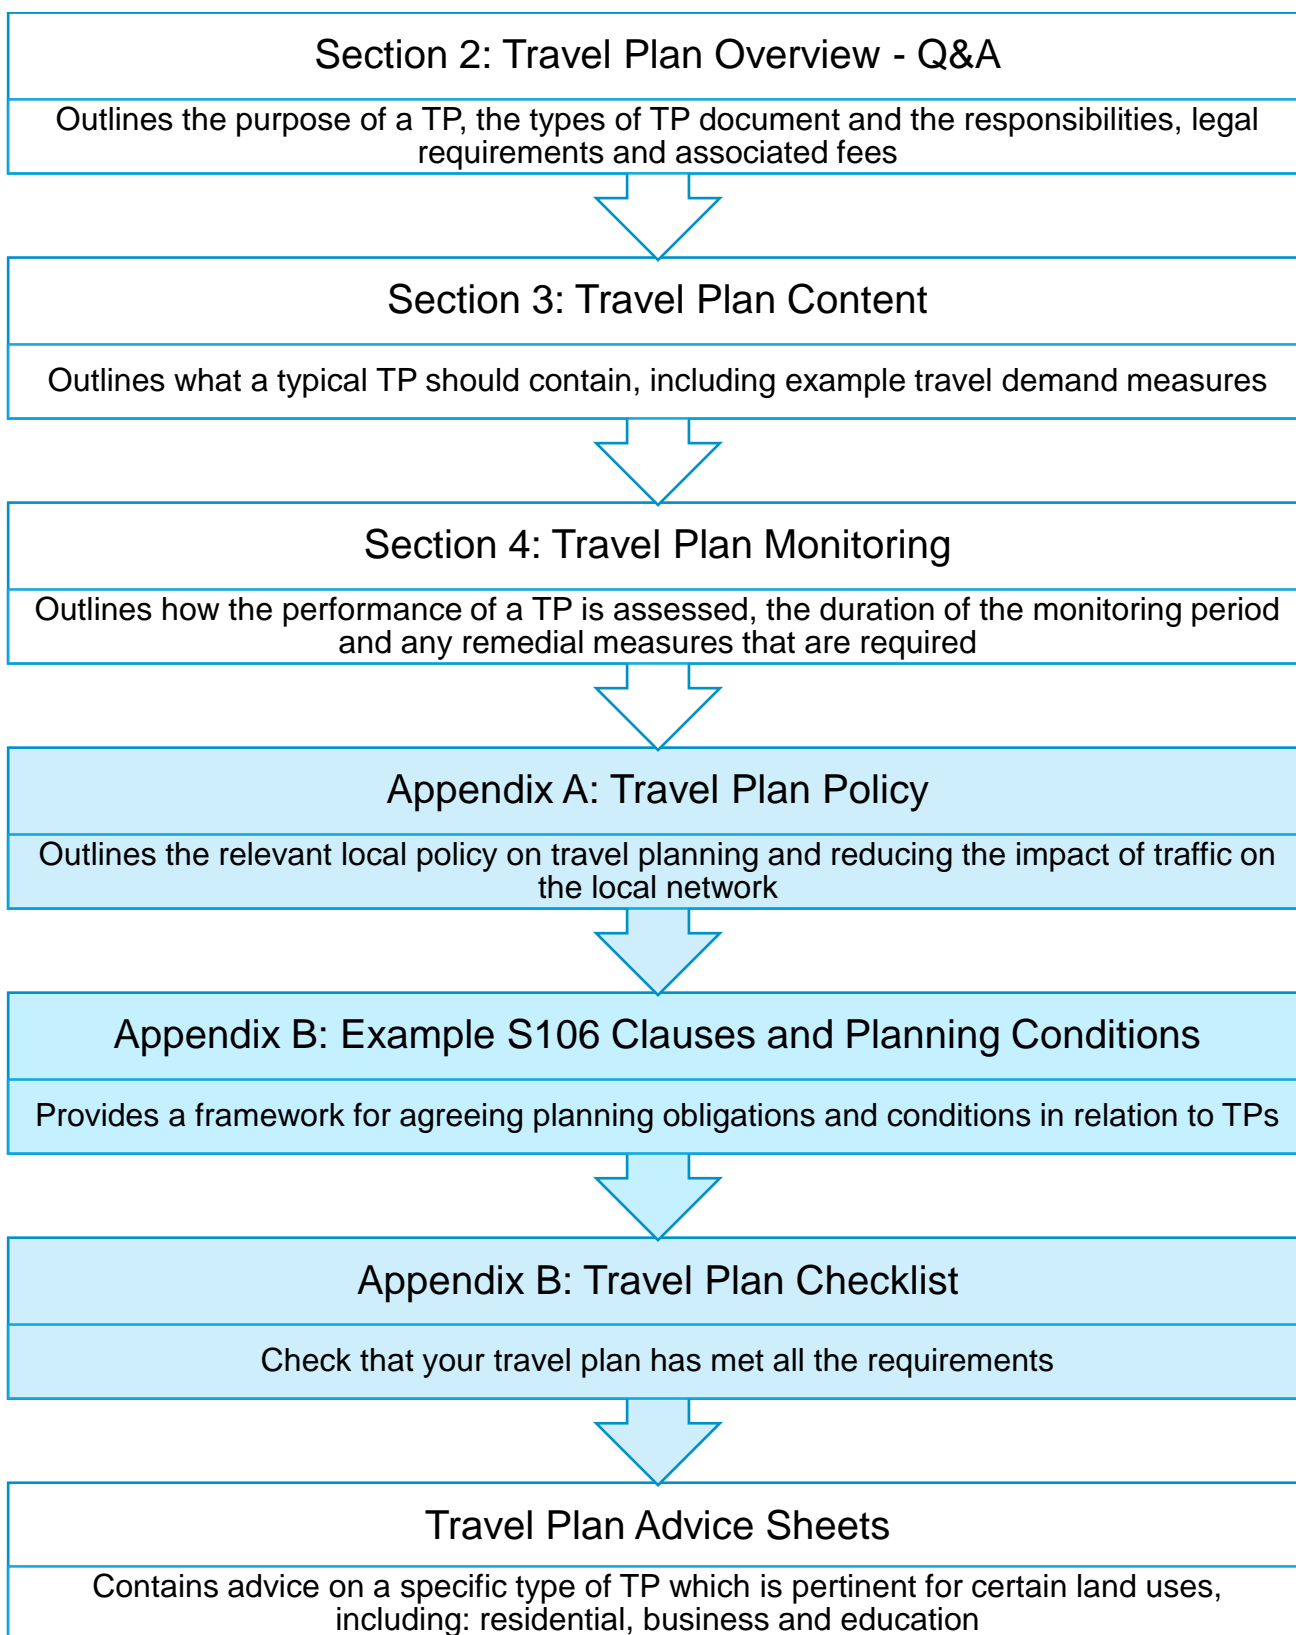 Section 2: Travel Plan Overview - Q&A
Outlines the purpose of a TP, the types of TP document and the responsibilities, legal
requirements and associated fees
Section 3: Travel Plan Content
Outlines what a typical TP should contain, including example travel demand measures
Section 4: Travel Plan Monitoring
Outlines how the performance of a TP is assessed, the duration of the monitoring period
and any remedial measures that are required
Appendix A: Travel Plan Policy
Outlines the relevant local policy on travel planning and reducing the impact of traffic on
the local network
Appendix B: Example S106 Clauses and Planning Conditions
Provides a framework for agreeing planning obligations and conditions in relation to TPs
Appendix B: Travel Plan Checklist
Check that your travel plan has met all the requirements
Travel Plan Advice Sheets
Contains advice on a specific type of TP which is pertinent for certain land uses,
including: residential, business and education